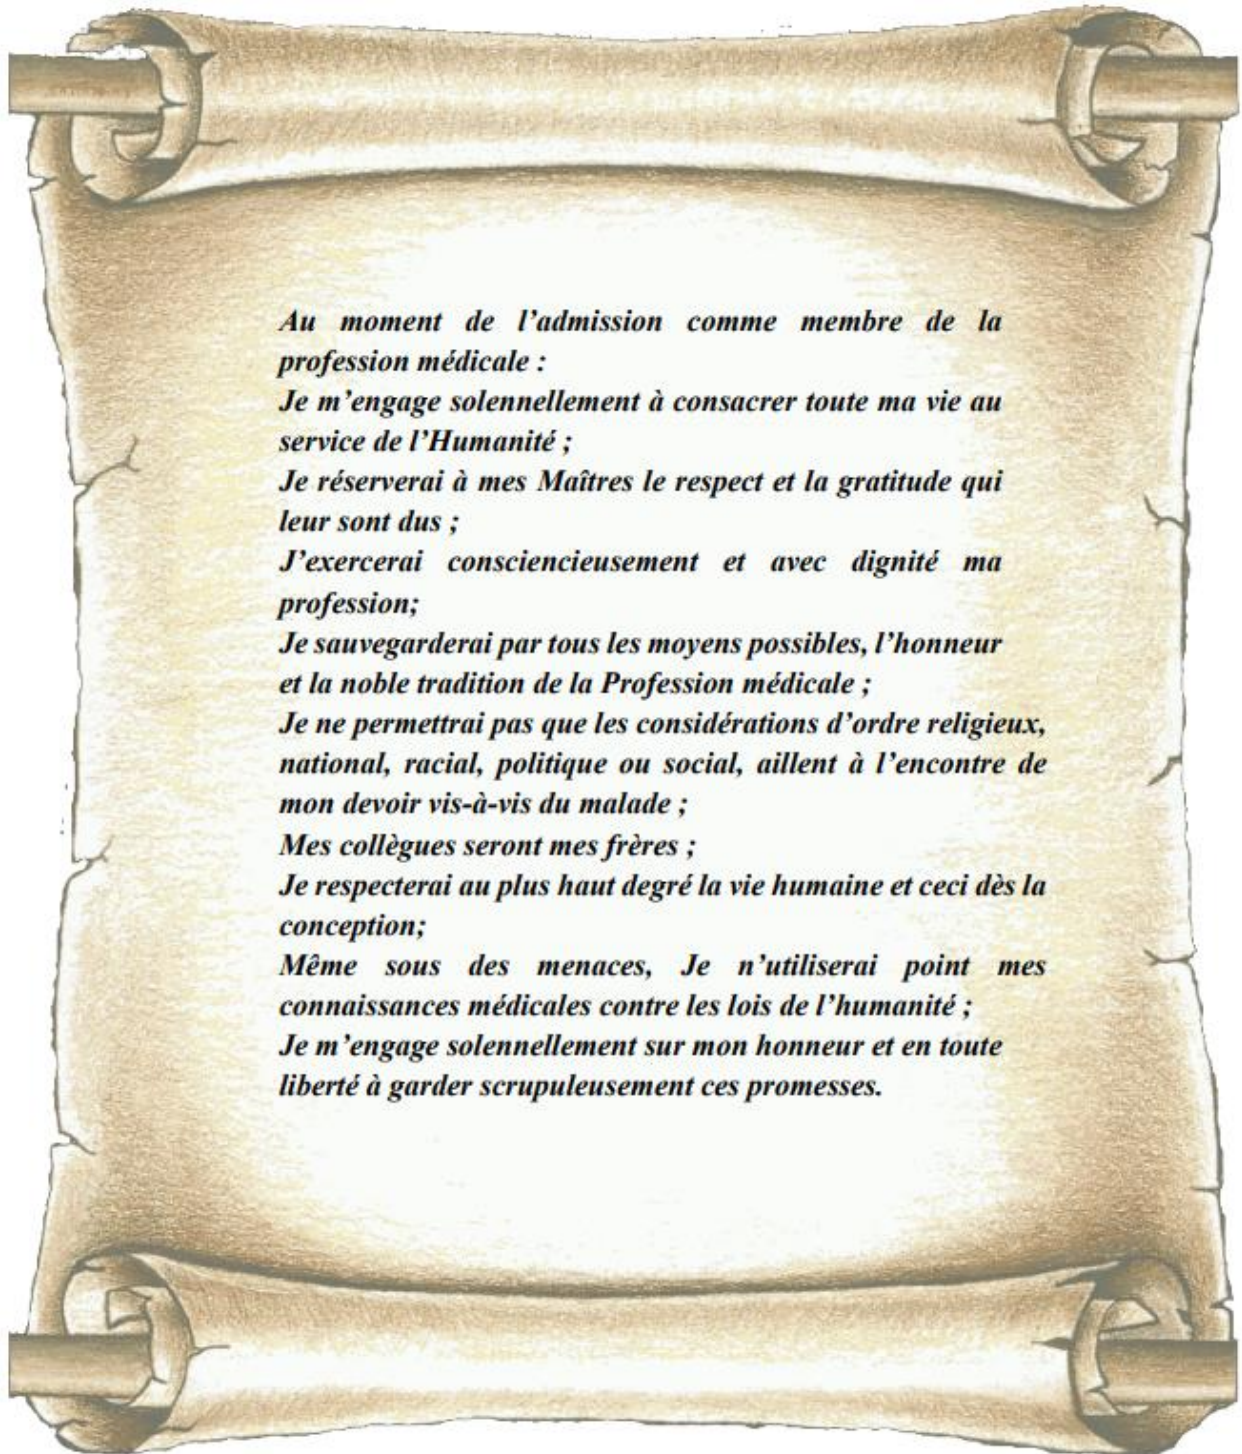 Au moment de l’admission comme membre de la
profession médicale :
Je m’engage solennellement à consacrer toute ma vie au
service de l’Humanité ;
Je réserverai à mes Maîtres le respect et la gratitude qui
leur sont dus ;
J’exercerai consciencieusement et avec dignité ma
profession;
Je sauvegarderai par tous les moyens possibles, l’honneur
et la noble tradition de la Profession médicale ;
Je ne permettrai pas que les considérations d’ordre religieux,
national, racial, politique ou social, aillent à l’encontre de
mon devoir vis-à-vis du malade ;
Mes collègues seront mes frères ;
Je respecterai au plus haut degré la vie humaine et ceci dès la
conception;
Même sous des menaces, Je n’utiliserai point mes
connaissances médicales contre les lois de l’humanité ;
Je m’engage solennellement sur mon honneur et en toute
liberté à garder scrupuleusement ces promesses.